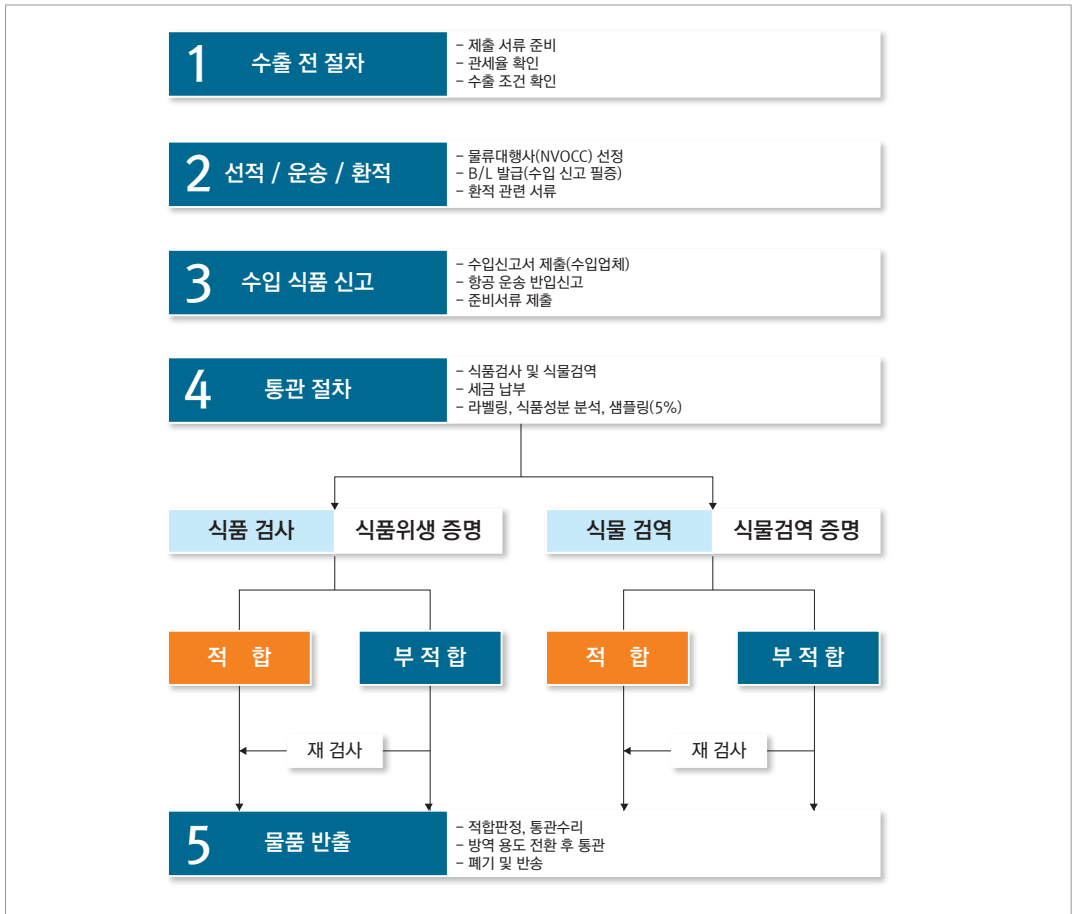 1 수출 전 절차
– 제출 서류 준비
– 관세율 확인
– 수출 조건 확인
2 선적 / 운송 / 환적
– 물류대행사(NVOCC) 선정
– B/L 발급(수입 신고 필증)
– 환적 관련 서류
3 수입 식품 신고
– 수입신고서 제출(수입업체)
– 항공 운송 반입신고
– 준비서류 제출
4 통관 절차
– 식품검사 및 식물검역
– 세금 납부
– 라벨링, 식품성분 분석, 샘플링(5%)
식품 검사 식품위생 증명 식물 검역 식물검역 증명
적 합 부 적 합 적 합 부 적 합
재 검사 재 검사
5 물품 반출
– 적합판정, 통관수리
– 방역 용도 전환 후 통관
– 폐기 및 반송